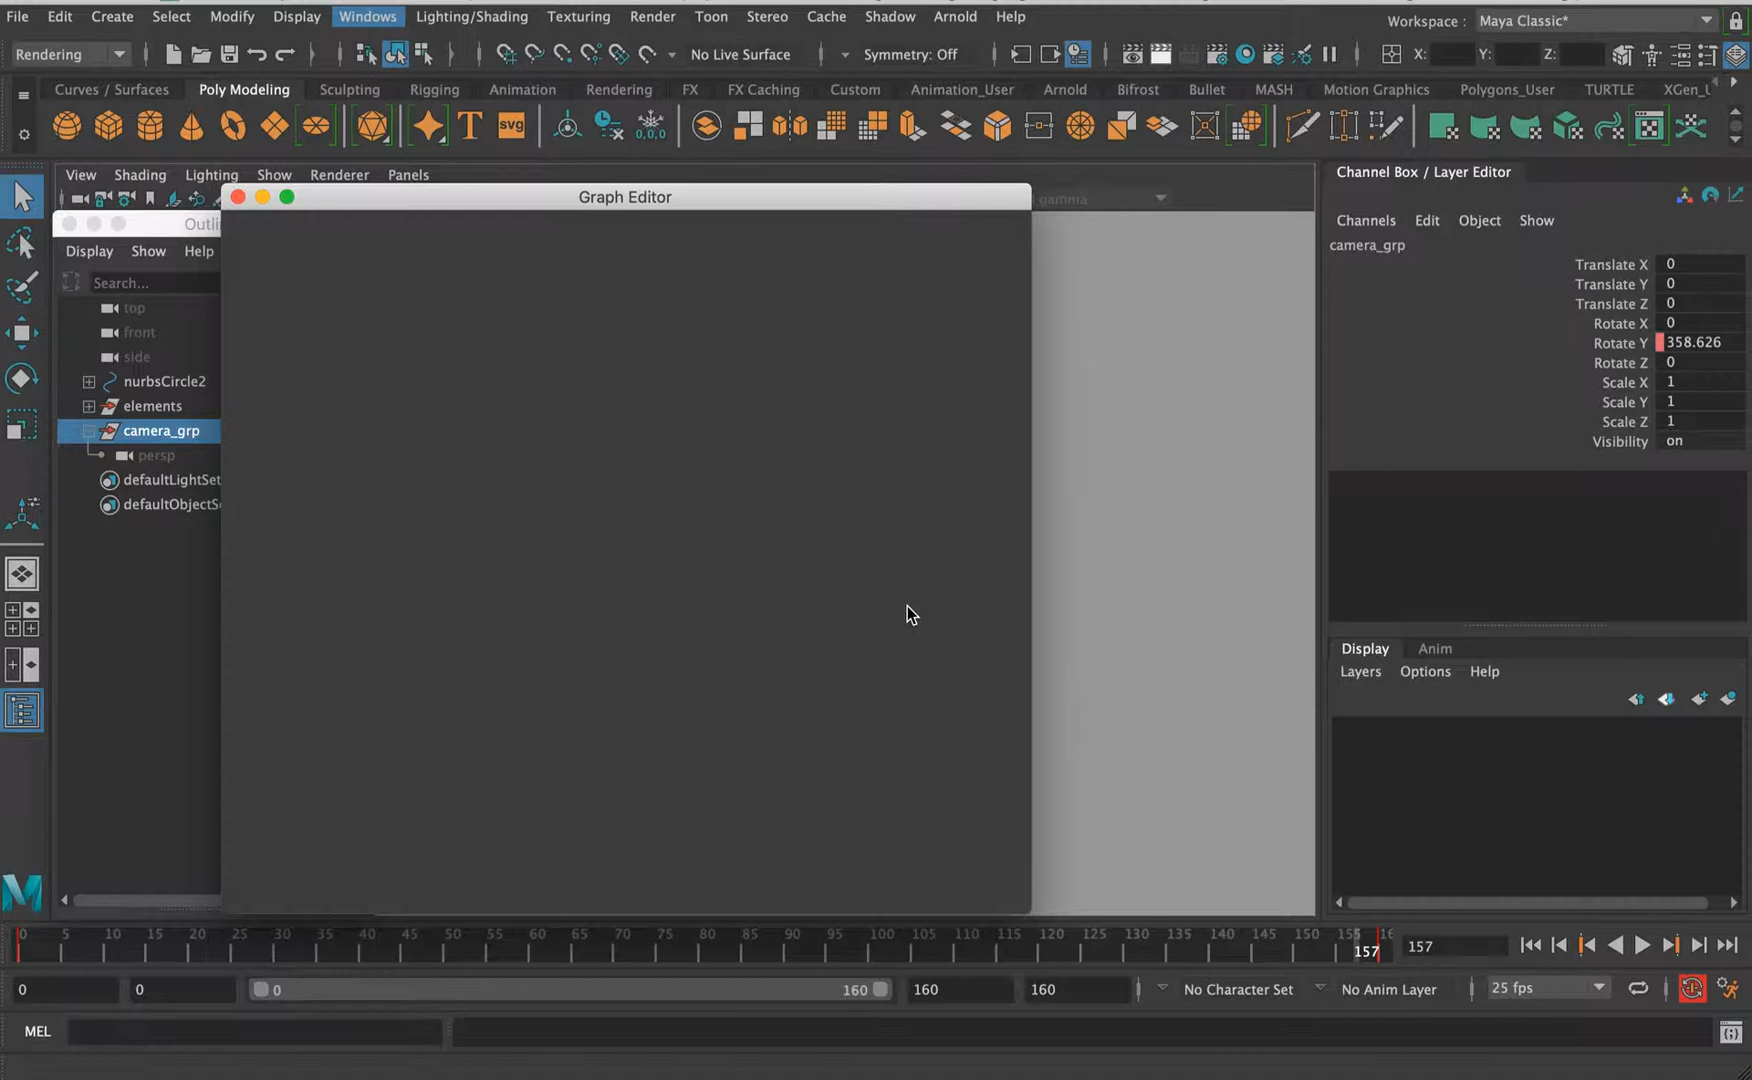 File Edit Create Select Modify Display Windows Lighting/Shading Texturing Render Toon Stereo Cache Shadow Arnold Help
Workspace : Maya Classic*
Rendering No Live Surface Symmetry: Off X: Y: Z:
Curves / Surfaces Poly Modeling Sculpting Rigging Animation Rendering FX FX Caching Custom Animation_User Arnold Bifrost Bullet MASH Motion Graphics Polygons_User TURTLE XGen_U
T svg 0,0,0
View Shading Lighting Show Renderer Panels
Channel Box / Layer Editor
Graph Editor
gamma
Outli
Channels Edit Object Show
camera_grp
Display Show Help
Search...
top
front
side
nurbsCircle2
elements
camera_grp
persp
defaultLightSet
defaultObjectSe
Translate X 0
Translate Y 0
Translate Z 0
Rotate X 0
Rotate Y 358.626
Rotate Z 0
Scale X 1
Scale Y 1
Scale Z 1
Visibility on
Display Anim
Layers Options Help
M
0 5 10 15 20 25 30 35 40 45 50 55 60 65 70 75 80 85 90 95 100 105 110 115 120 125 130 135 140 145 150 155 16
157 157
0 0 0 160 160 160 No Character Set No Anim Layer 25 fps
MEL